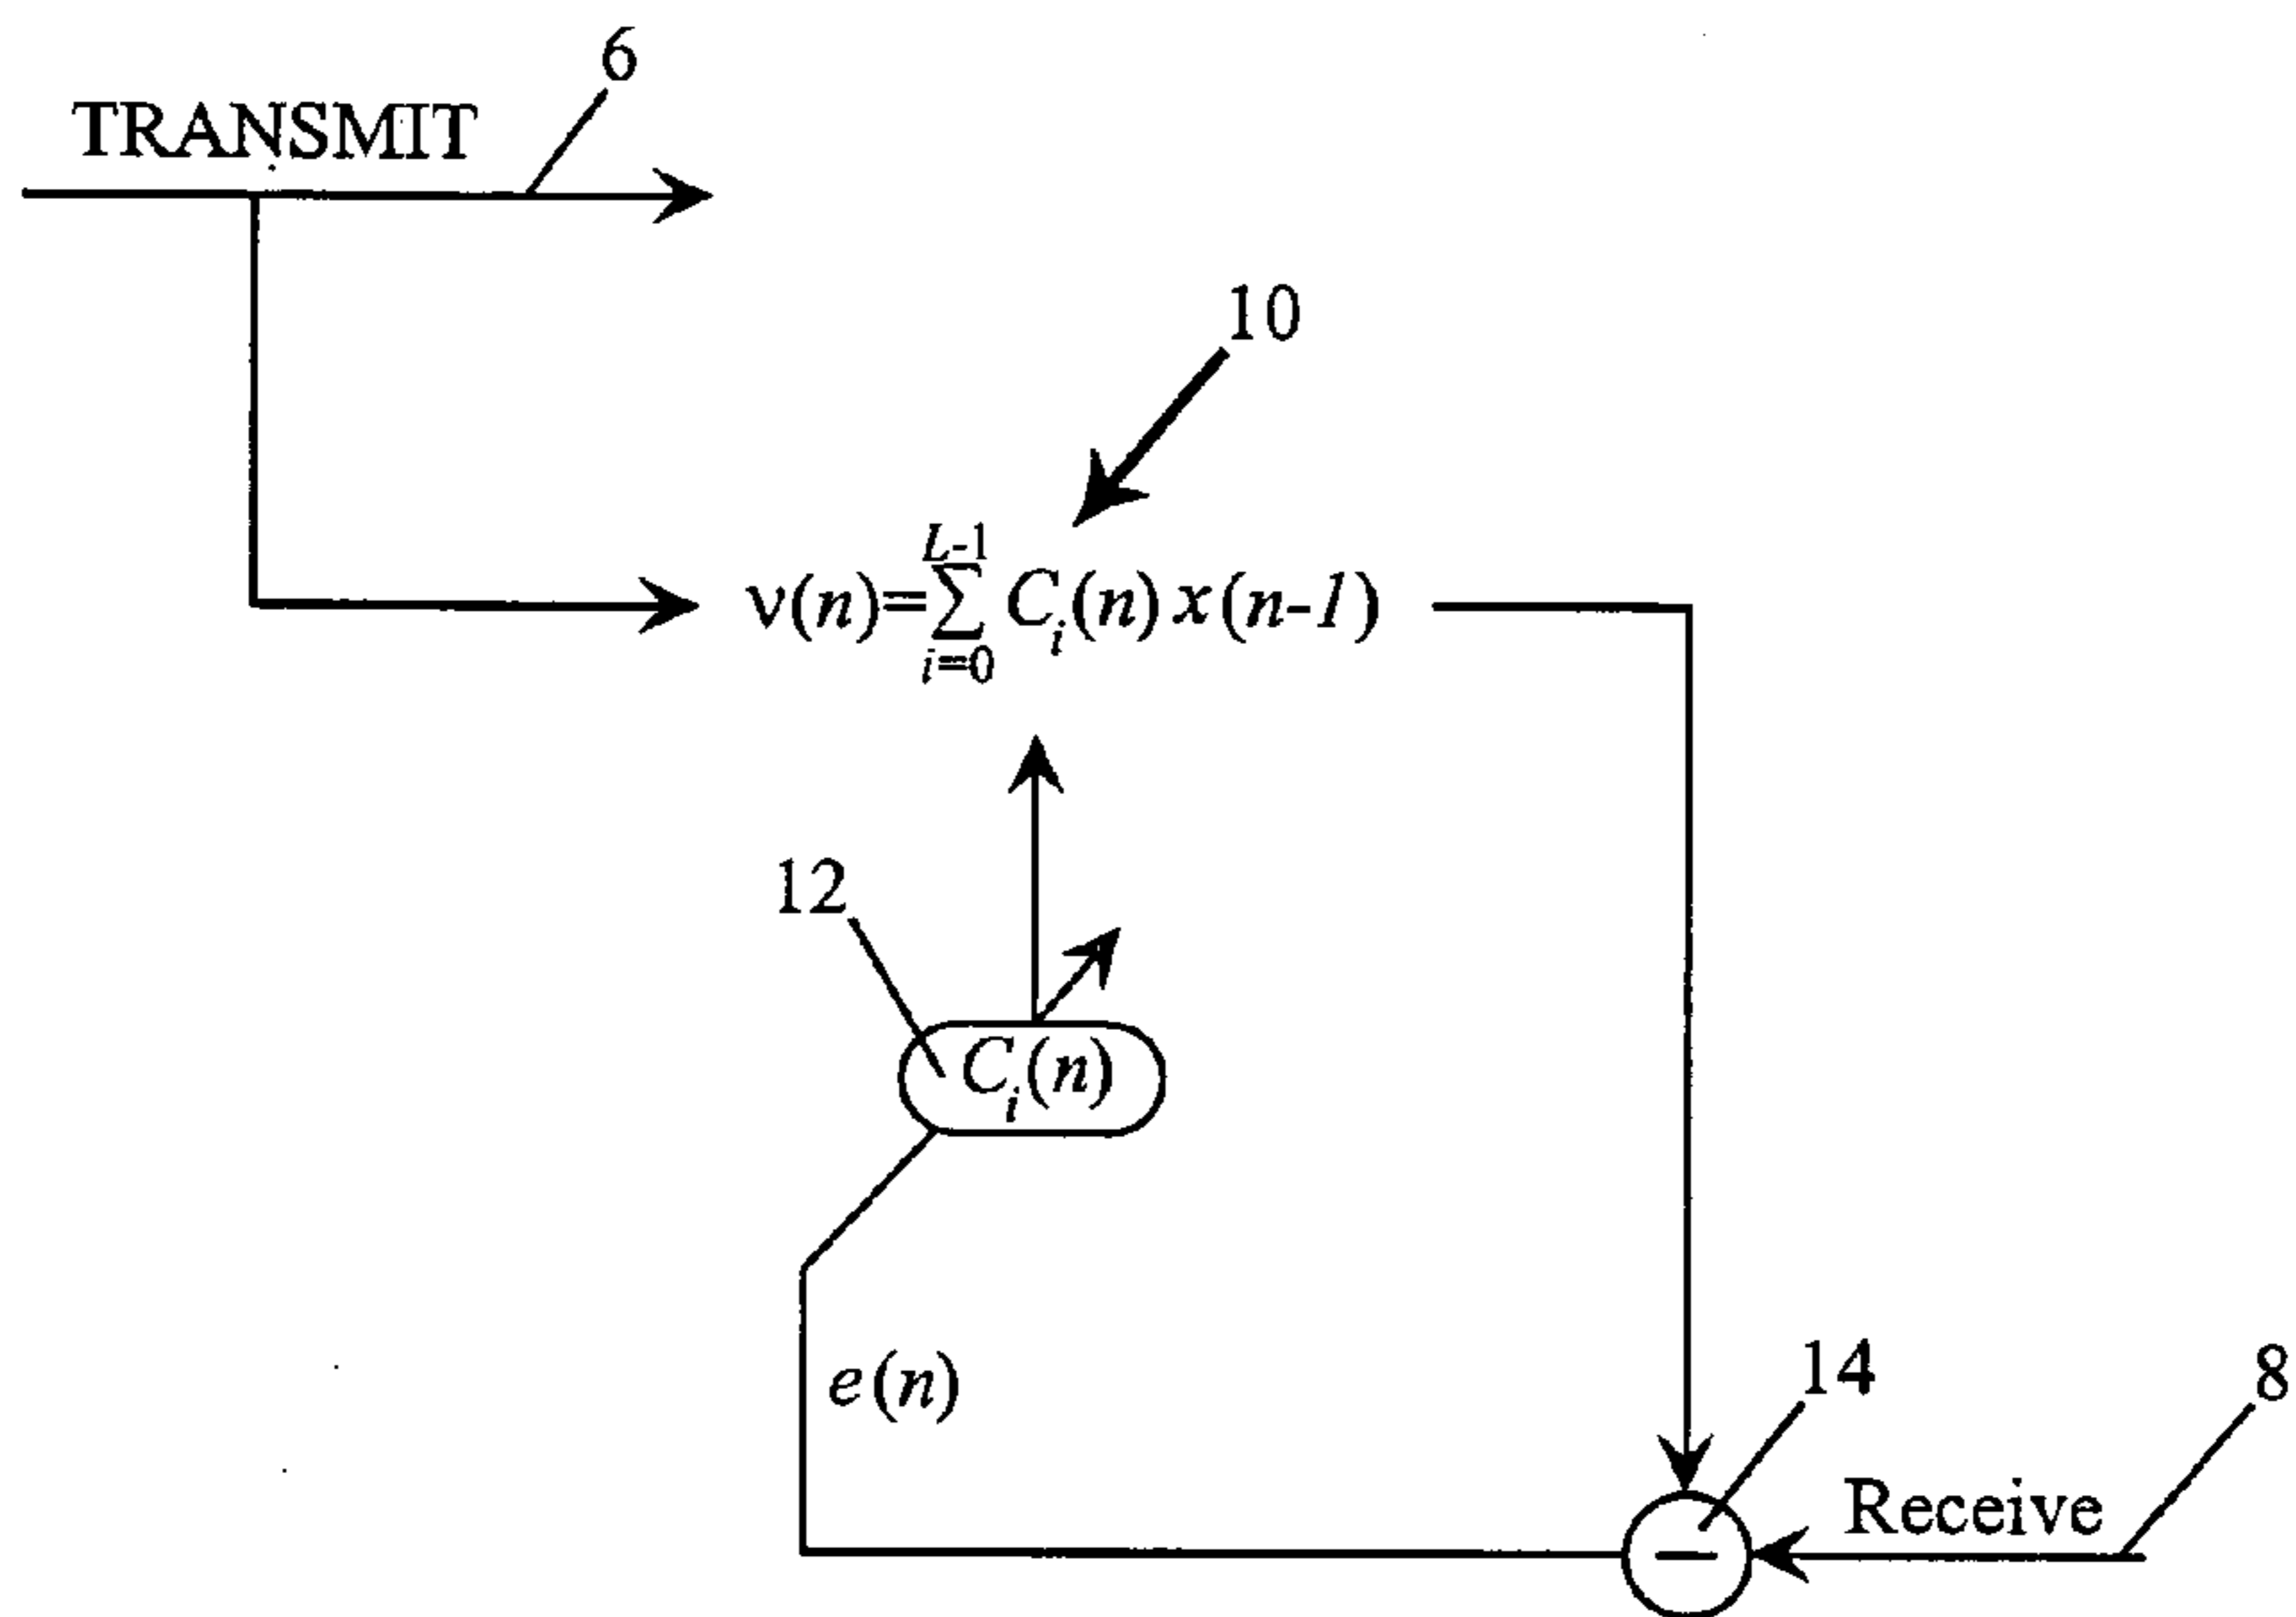 6
TRANSMIT
10
v(n)=∑_{i=0}^{L-1} C_i(n) x(n-1)
12
C_i(n)
e(n)
14
8
Receive
−